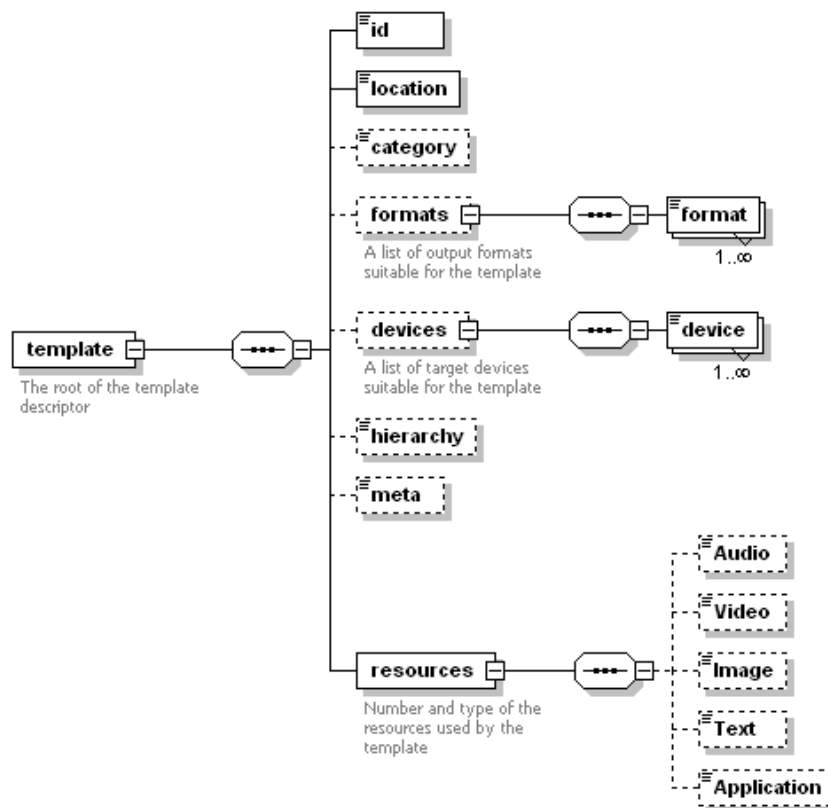 id
location
category
formats
format
A list of output formats
suitable for the template
1..∞
devices
device
A list of target devices
suitable for the template
1..∞
template
The root of the template
descriptor
hierarchy
meta
resources
Number and type of the
resources used by the
template
Audio
Video
Image
Text
Application